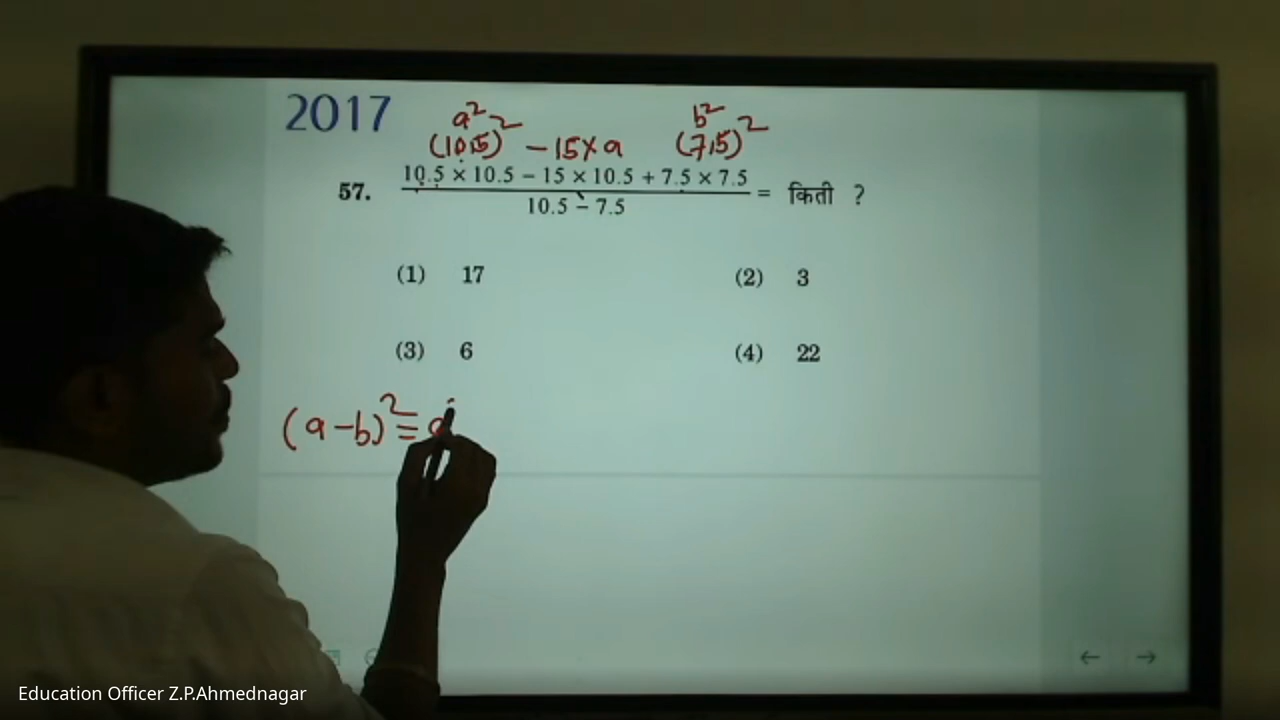 2017
a² b²
(10.5)² - 15 × a (7.5)²
57. 10.5 × 10.5 − 15 × 10.5 + 7.5 × 7.5 = किती ?
10.5 − 7.5
(1) 17 (2) 3
(3) 6 (4) 22
(a - b)² =
← →
Education Officer Z.P.Ahmednagar